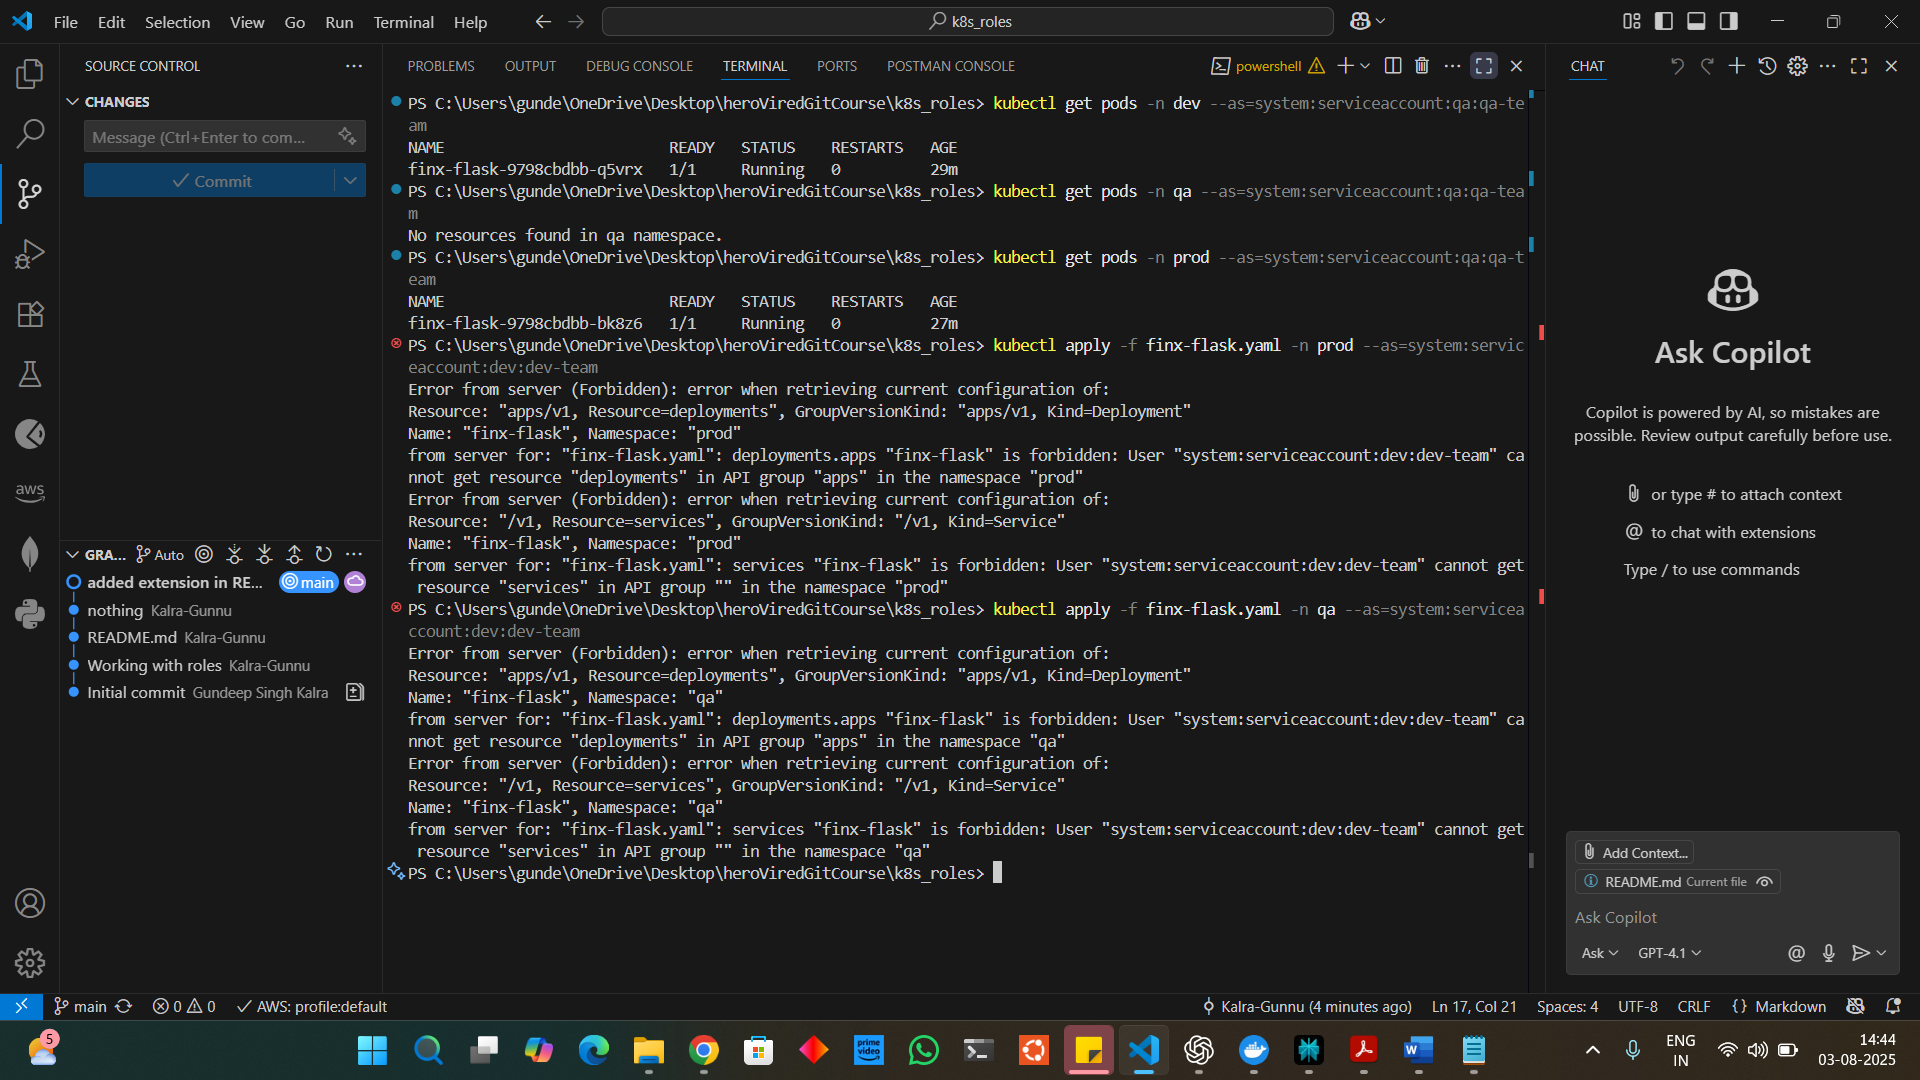 File Edit Selection View Go Run Terminal Help
k8s_roles
SOURCE CONTROL
CHANGES
Message (Ctrl+Enter to com...
Commit
GRA... Auto
added extension in RE... main
nothing Kalra-Gunnu
README.md Kalra-Gunnu
Working with roles Kalra-Gunnu
Initial commit Gundeep Singh Kalra
aws
PROBLEMS OUTPUT DEBUG CONSOLE TERMINAL PORTS POSTMAN CONSOLE
powershell
PS C:\Users\gunde\OneDrive\Desktop\heroViredGitCourse\k8s_roles> kubectl get pods -n dev --as=system:serviceaccount:qa:qa-te
am
NAME READY STATUS RESTARTS AGE
finx-flask-9798cbdbb-q5vrx 1/1 Running 0 29m
PS C:\Users\gunde\OneDrive\Desktop\heroViredGitCourse\k8s_roles> kubectl get pods -n qa --as=system:serviceaccount:qa:qa-tea
m
No resources found in qa namespace.
PS C:\Users\gunde\OneDrive\Desktop\heroViredGitCourse\k8s_roles> kubectl get pods -n prod --as=system:serviceaccount:qa:qa-t
eam
NAME READY STATUS RESTARTS AGE
finx-flask-9798cbdbb-bk8z6 1/1 Running 0 27m
PS C:\Users\gunde\OneDrive\Desktop\heroViredGitCourse\k8s_roles> kubectl apply -f finx-flask.yaml -n prod --as=system:servic
eaccount:dev:dev-team
Error from server (Forbidden): error when retrieving current configuration of:
Resource: "apps/v1, Resource=deployments", GroupVersionKind: "apps/v1, Kind=Deployment"
Name: "finx-flask", Namespace: "prod"
from server for: "finx-flask.yaml": deployments.apps "finx-flask" is forbidden: User "system:serviceaccount:dev:dev-team" ca
nnot get resource "deployments" in API group "apps" in the namespace "prod"
Error from server (Forbidden): error when retrieving current configuration of:
Resource: "/v1, Resource=services", GroupVersionKind: "/v1, Kind=Service"
Name: "finx-flask", Namespace: "prod"
from server for: "finx-flask.yaml": services "finx-flask" is forbidden: User "system:serviceaccount:dev:dev-team" cannot get
resource "services" in API group "" in the namespace "prod"
PS C:\Users\gunde\OneDrive\Desktop\heroViredGitCourse\k8s_roles> kubectl apply -f finx-flask.yaml -n qa --as=system:servicea
ccount:dev:dev-team
Error from server (Forbidden): error when retrieving current configuration of:
Resource: "apps/v1, Resource=deployments", GroupVersionKind: "apps/v1, Kind=Deployment"
Name: "finx-flask", Namespace: "qa"
from server for: "finx-flask.yaml": deployments.apps "finx-flask" is forbidden: User "system:serviceaccount:dev:dev-team" ca
nnot get resource "deployments" in API group "apps" in the namespace "qa"
Error from server (Forbidden): error when retrieving current configuration of:
Resource: "/v1, Resource=services", GroupVersionKind: "/v1, Kind=Service"
Name: "finx-flask", Namespace: "qa"
from server for: "finx-flask.yaml": services "finx-flask" is forbidden: User "system:serviceaccount:dev:dev-team" cannot get
resource "services" in API group "" in the namespace "qa"
PS C:\Users\gunde\OneDrive\Desktop\heroViredGitCourse\k8s_roles>
CHAT
Ask Copilot
Copilot is powered by AI, so mistakes are
possible. Review output carefully before use.
or type # to attach context
@ to chat with extensions
Type / to use commands
Add Context...
README.md Current file
Ask Copilot
Ask GPT-4.1 @
main 0 0 AWS: profile:default Kalra-Gunnu (4 minutes ago) Ln 17, Col 21 Spaces: 4 UTF-8 CRLF {} Markdown
5
prime
video
W
ENG
IN
14:44
03-08-2025